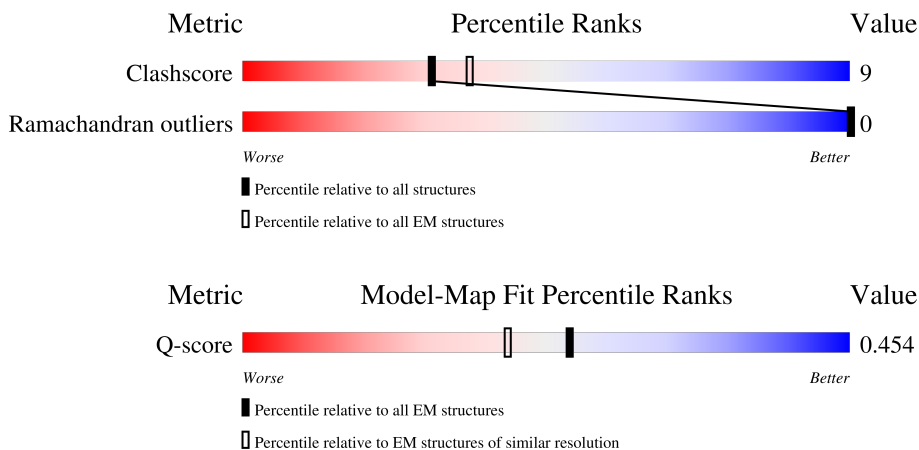 Metric Percentile Ranks Value
Clashscore 9
Ramachandran outliers 0
Worse Better
Percentile relative to all structures
Percentile relative to all EM structures
Metric Model-Map Fit Percentile Ranks Value
Q-score 0.454
Worse Better
Percentile relative to all EM structures
Percentile relative to EM structures of similar resolution